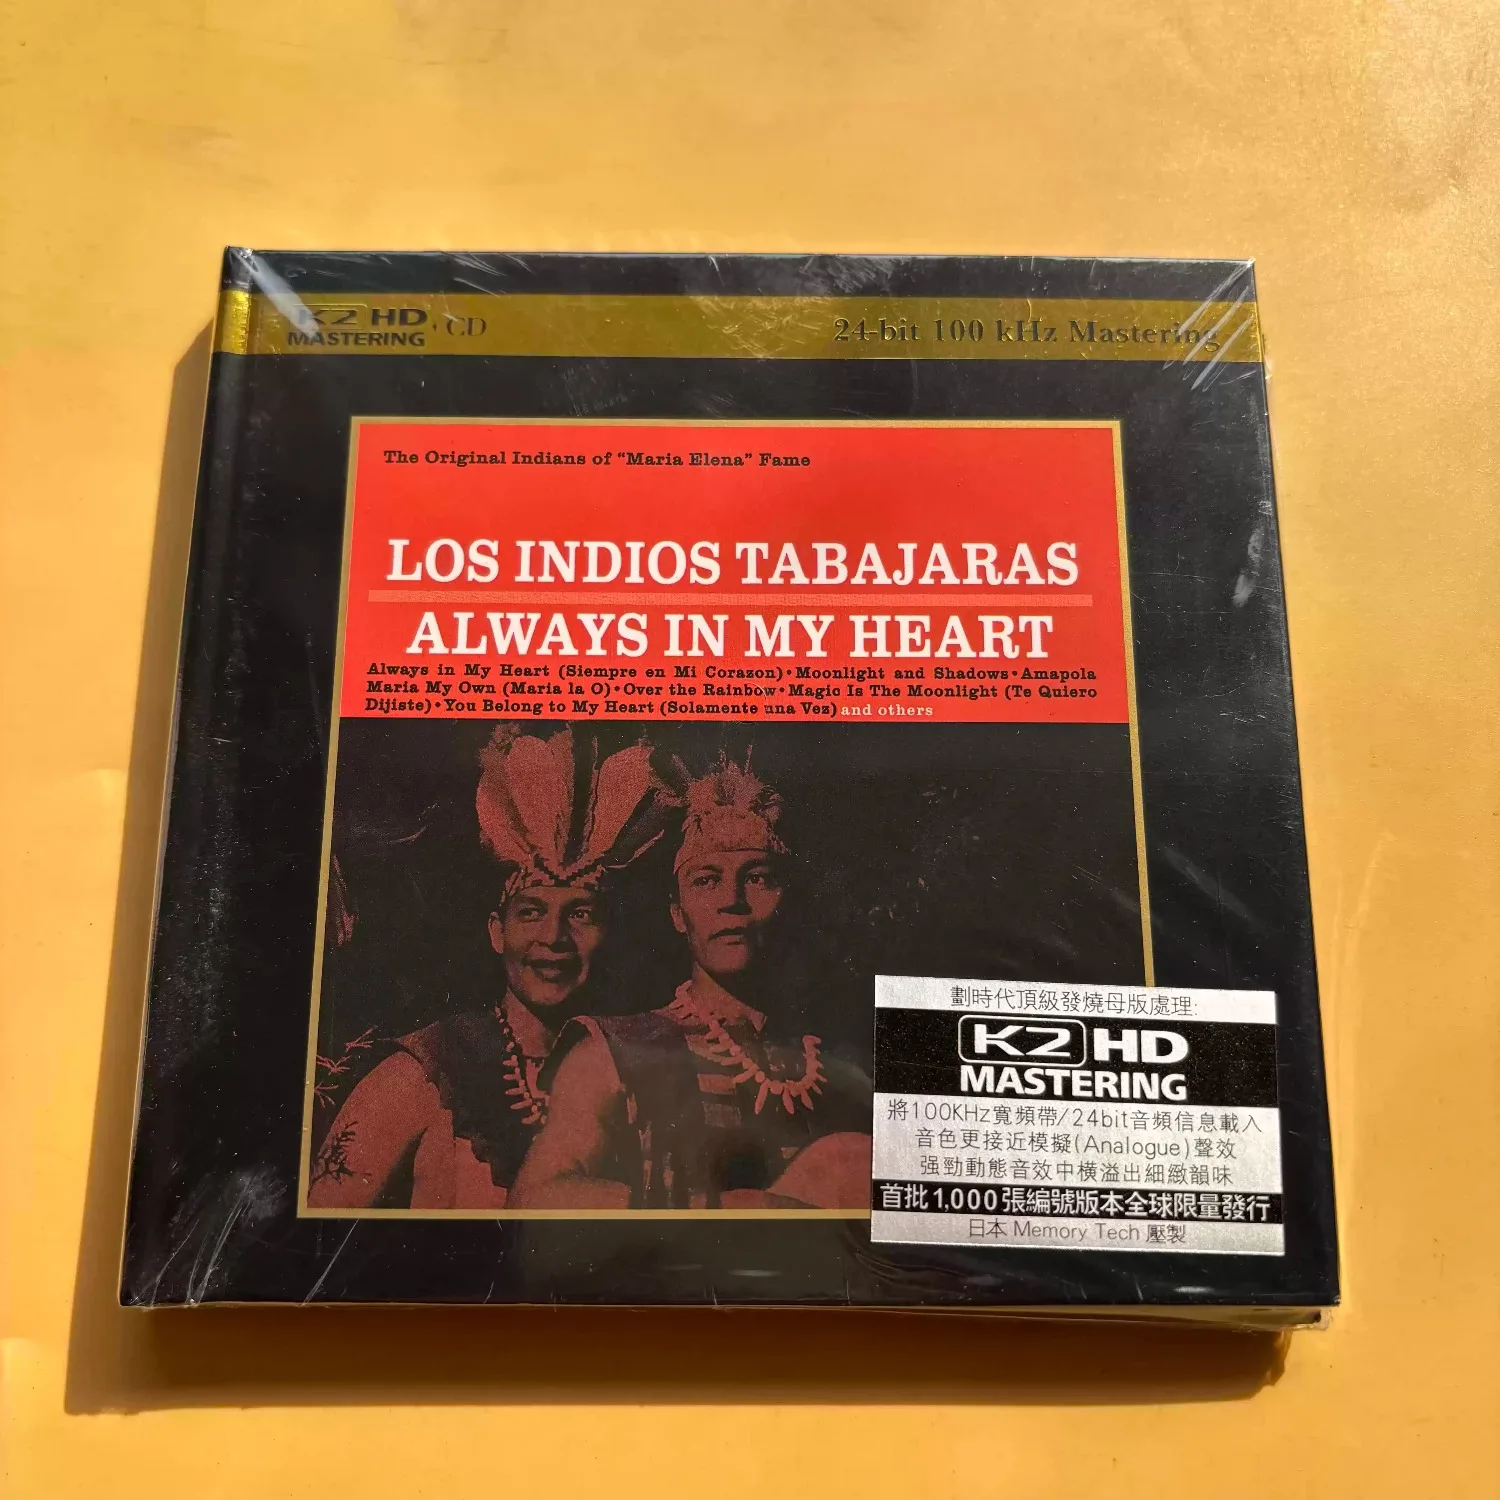 K2 HD MASTERING · CD
24-bit 100 kHz Mastering
The Original Indians of “Maria Elena” Fame
LOS INDIOS TABAJARAS
ALWAYS IN MY HEART
Always in My Heart (Siempre en Mi Corazon)•Moonlight and Shadows•Amapola
Maria My Own (Maria la O)•Over the Rainbow•Magic Is The Moonlight (Te Quiero
Dijiste)•You Belong to My Heart (Solamente una Vez) and others
劃時代頂級發燒母版處理:
K2 HD
MASTERING
將100KHz寬頻帶/24bit音頻信息載入
音色更接近模擬(Analogue)聲效
强勁動態音效中橫溢出細緻韻味
首批1,000張編號版本全球限量發行
日本 Memory Tech 壓製